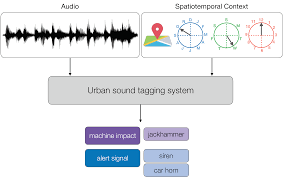 Audio
Spatiotemporal Context
Urban sound tagging system
machine impact
jackhammer
alert signal
siren
car horn